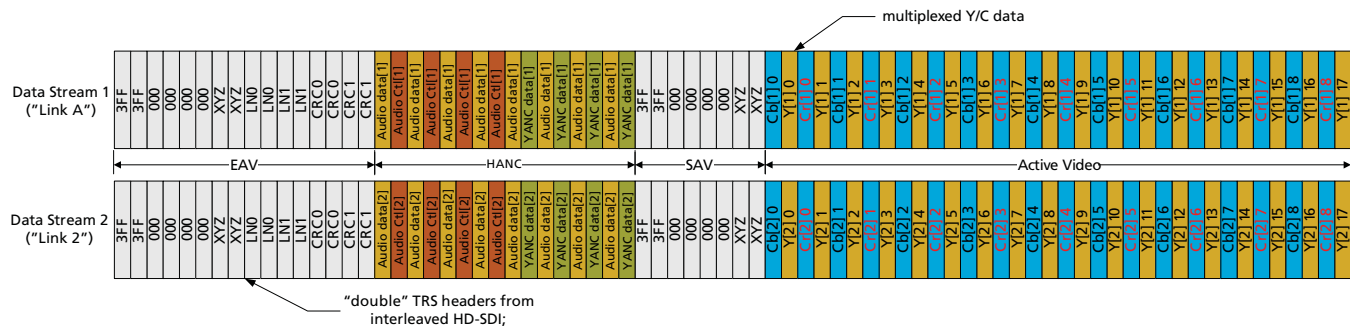 multiplexed Y/C data
Data Stream 1
("Link A")
3FF
3FF
000
000
000
000
XYZ
XYZ
LN0
LN0
LN1
LN1
CRC0
CRC0
CRC1
CRC1
Audio data[1]
Audio Ctl[1]
Audio data[1]
Audio Ctl[1]
Audio data[1]
Audio Ctl[1]
Audio data[1]
Audio Ctl[1]
Audio data[1]
YANC data[1]
Audio data[1]
YANC data[1]
Audio data[1]
YANC data[1]
Audio data[1]
YANC data[1]
3FF
3FF
000
000
000
000
XYZ
XYZ
Cb[1] 0
Y[1] 0
Cr[1] 0
Y[1] 1
Cb[1] 1
Y[1] 2
Cr[1] 1
Y[1] 3
Cb[1] 2
Y[1] 4
Cr[1] 2
Y[1] 5
Cb[1] 3
Y[1] 6
Cr[1] 3
Y[1] 7
Cb[1] 4
Y[1] 8
Cr[1] 4
Y[1] 9
Cb[1] 5
Y[1] 10
Cr[1] 5
Y[1] 11
Cb[1] 6
Y[1] 12
Cr[1] 6
Y[1] 13
Cb[1] 7
Y[1] 14
Cr[1] 7
Y[1] 15
Cb[1] 8
Y[1] 16
Cr[1] 8
Y[1] 17
EAV
HANC
SAV
Active Video
Data Stream 2
("Link 2")
3FF
3FF
000
000
000
000
XYZ
XYZ
LN0
LN0
LN1
LN1
CRC0
CRC0
CRC1
CRC1
Audio data[2]
Audio Ctl[2]
Audio data[2]
Audio Ctl[2]
Audio data[2]
Audio Ctl[2]
Audio data[2]
Audio Ctl[2]
Audio data[2]
YANC data[2]
Audio data[2]
YANC data[2]
Audio data[2]
YANC data[2]
Audio data[2]
YANC data[2]
3FF
3FF
000
000
000
000
XYZ
XYZ
Cb[2] 0
Y[2] 0
Cr[2] 0
Y[2] 1
Cb[2] 1
Y[2] 2
Cr[2] 1
Y[2] 3
Cb[2] 2
Y[2] 4
Cr[2] 2
Y[2] 5
Cb[2] 3
Y[2] 6
Cr[2] 3
Y[2] 7
Cb[2] 4
Y[2] 8
Cr[2] 4
Y[2] 9
Cb[2] 5
Y[2] 10
Cr[2] 5
Y[2] 11
Cb[2] 6
Y[2] 12
Cr[2] 6
Y[2] 13
Cb[2] 7
Y[2] 14
Cr[2] 7
Y[2] 15
Cb[2] 8
Y[2] 16
Cr[2] 8
Y[2] 17
"double" TRS headers from
interleaved HD-SDI;